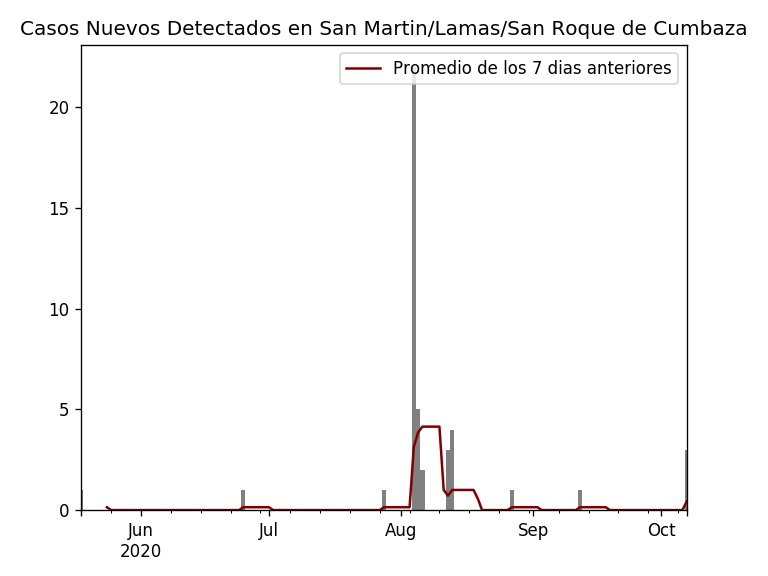 Casos Nuevos Detectados en San Martin/Lamas/San Roque de Cumbaza
Promedio de los 7 dias anteriores
20
15
10
5
0
Jun Jul Aug Sep Oct
2020